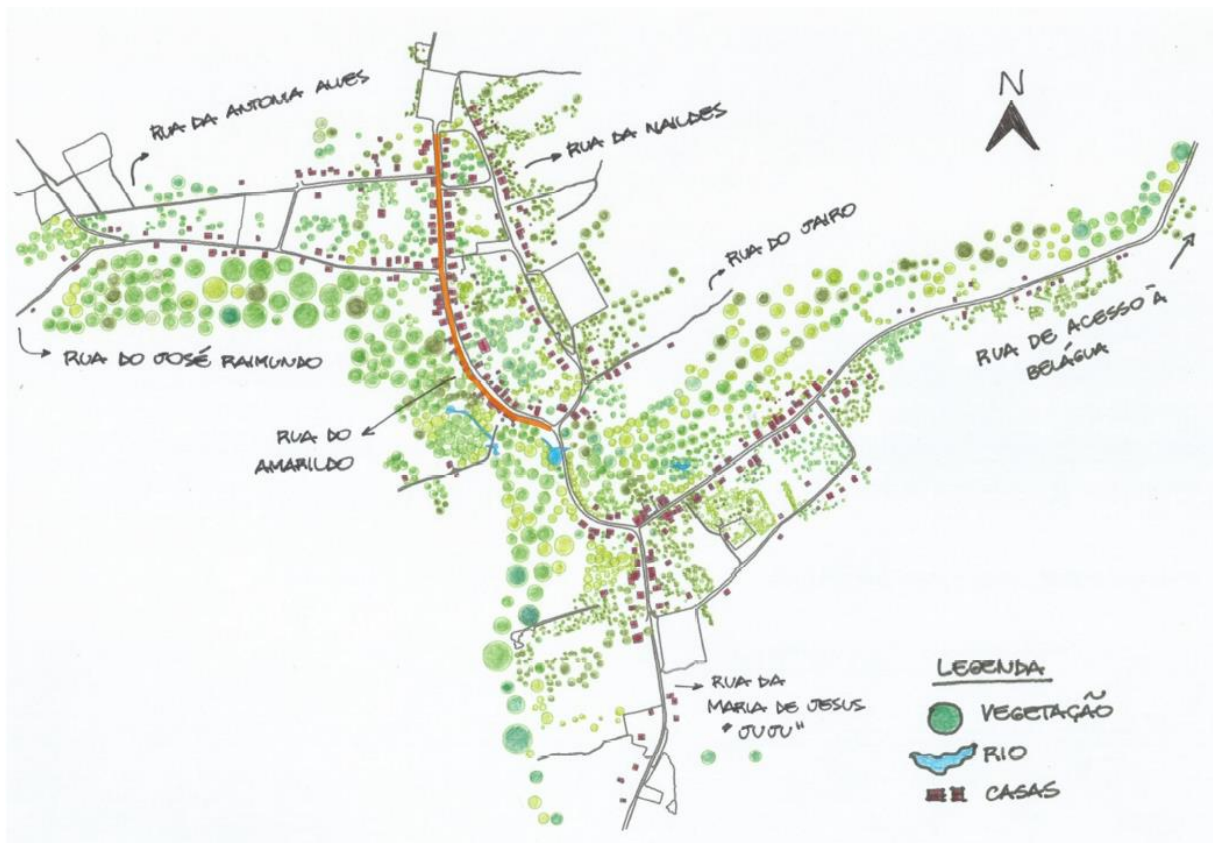 N
RUA DA ANTONIA ALVES
RUA DA NAILDES
RUA DO JAIRO
RUA DE ACESSO À
BELÁGUA
RUA DO JOSÉ RAIMUNDO
RUA DO
AMARILDO
RUA DA
MARIA DE JESUS
"JUJU"
LEGENDA
VEGETAÇÃO
RIO
CASAS